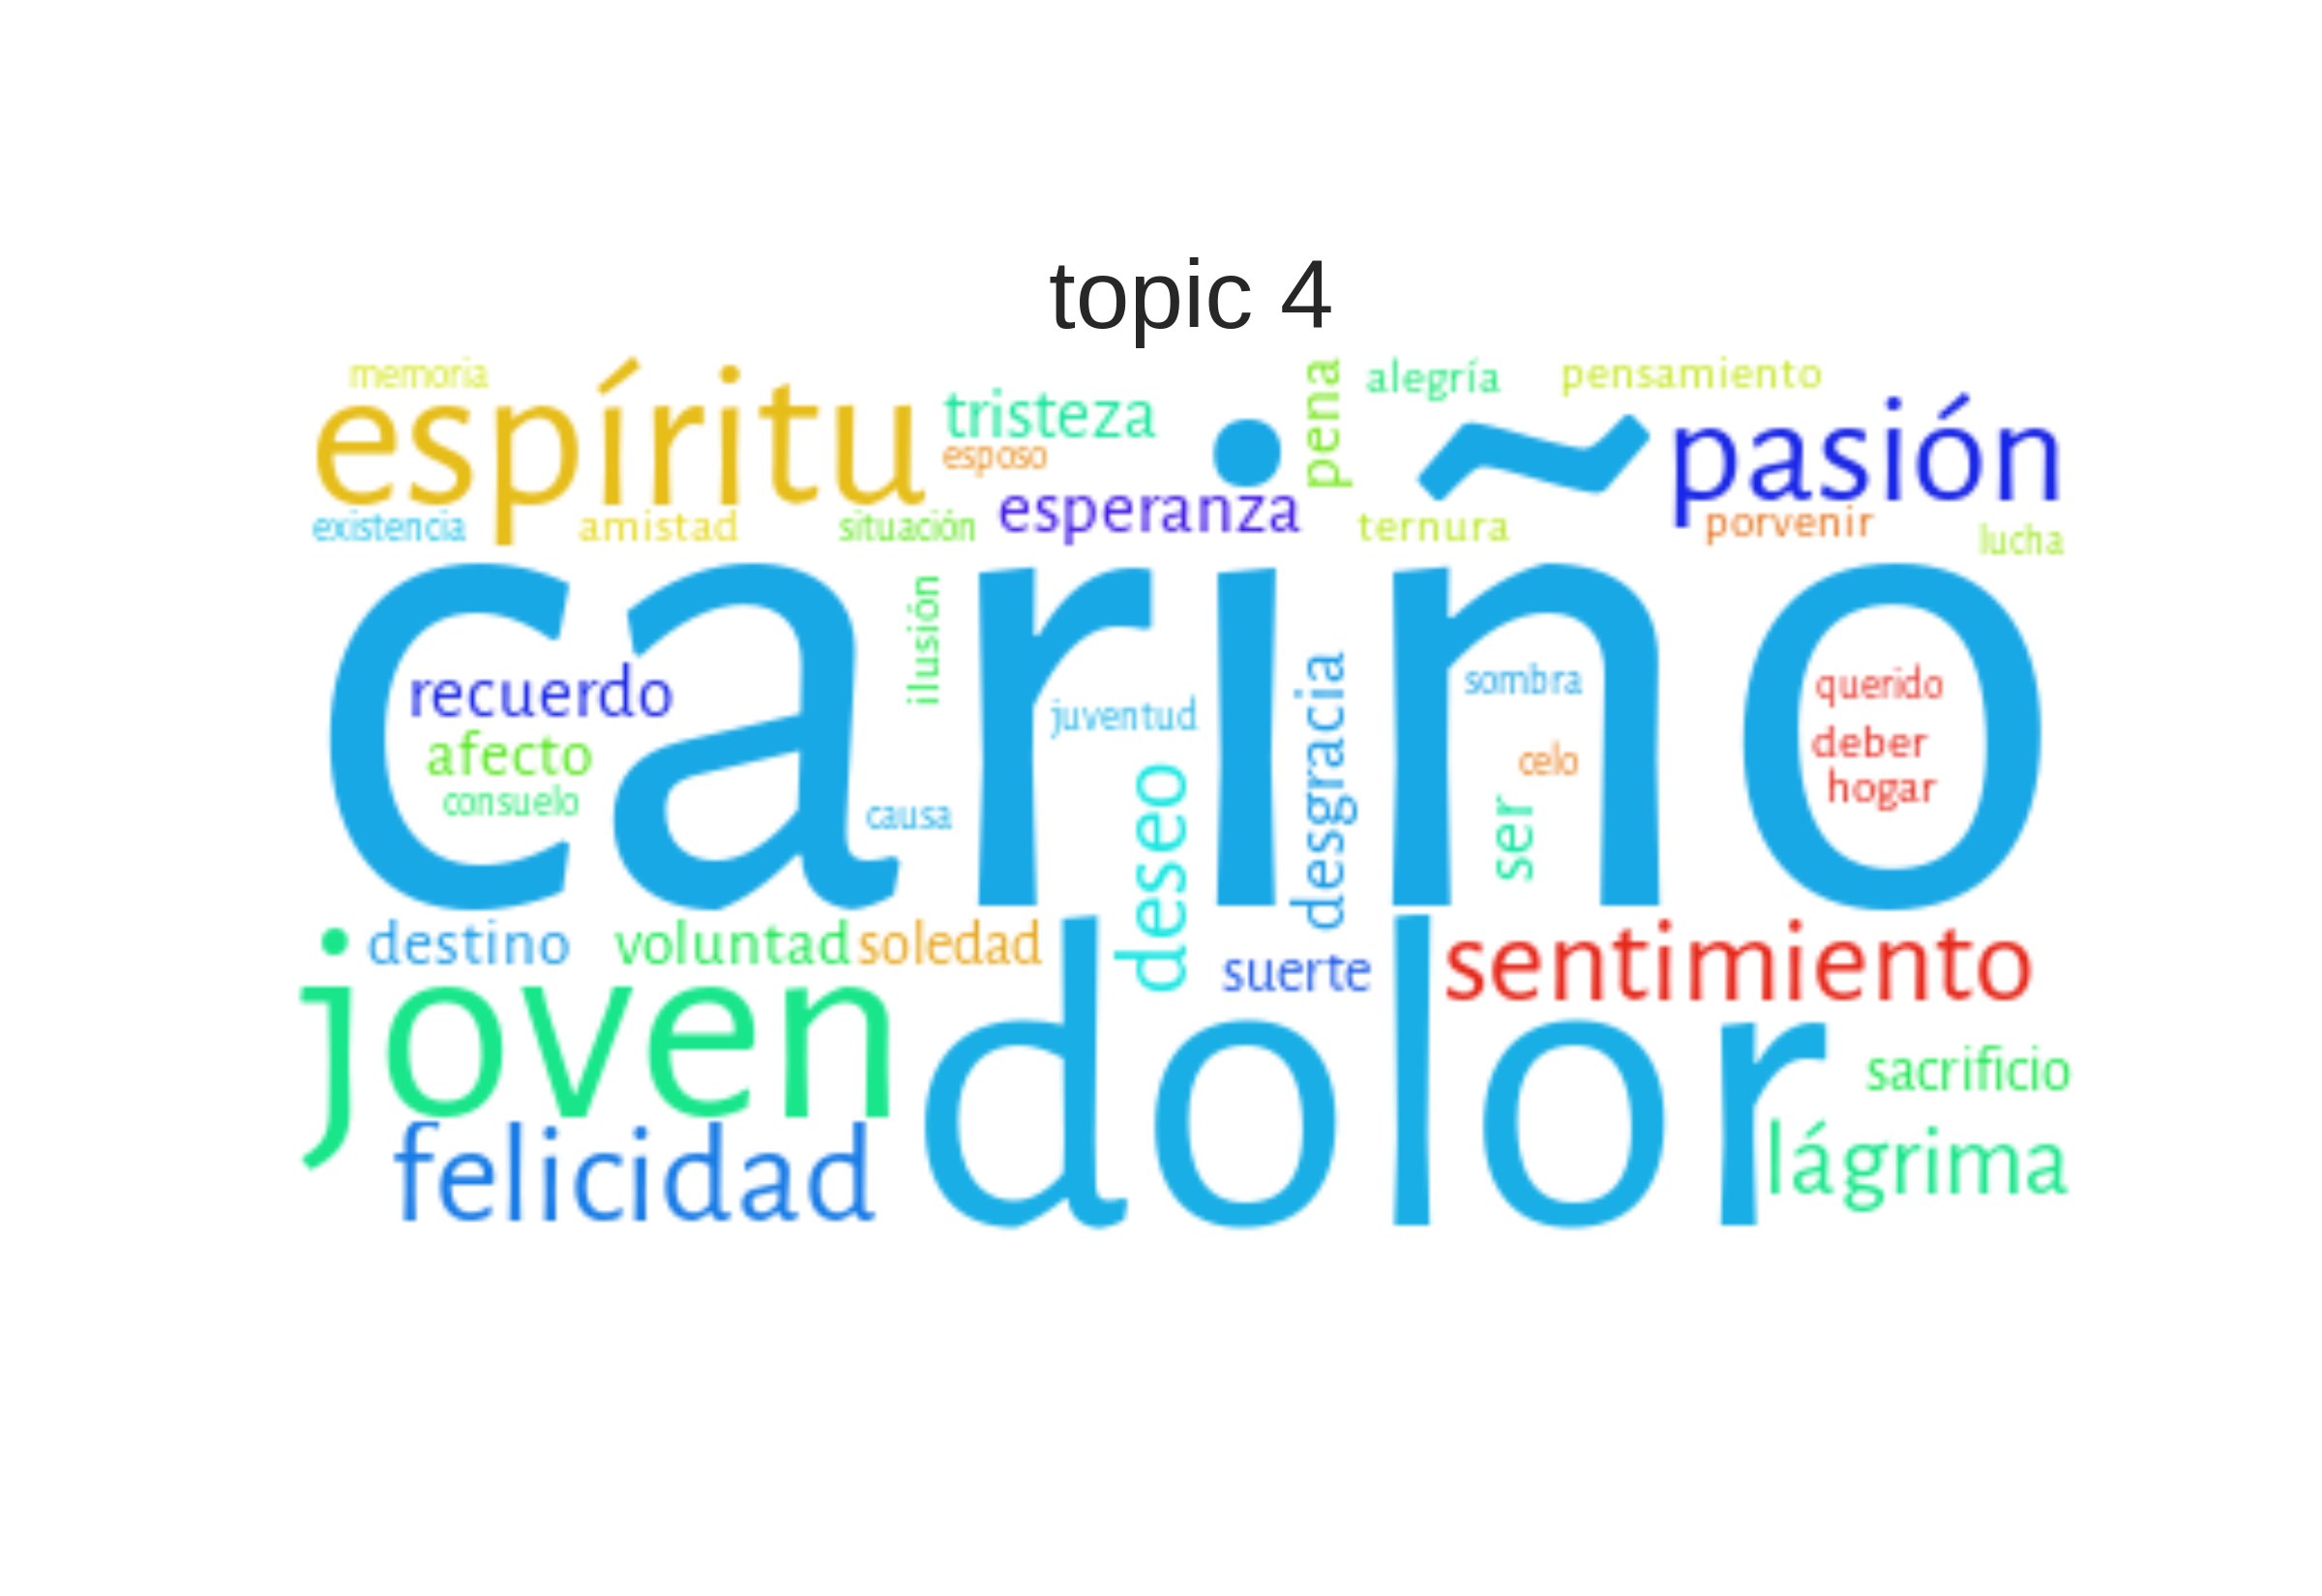 topic 4
memoria
espíritu
tristeza
esposo
pena
alegría
pensamiento
pasión
existencia
amistad
situación
esperanza
ternura
porvenir
lucha
cariño
ilusión
recuerdo
afecto
consuelo
causa
juventud
deseo
desgracia
sombra
celo
ser
querido
deber
hogar
destino
voluntad
soledad
suerte
sentimiento
joven
dolor
sacrificio
felicidad
lágrima